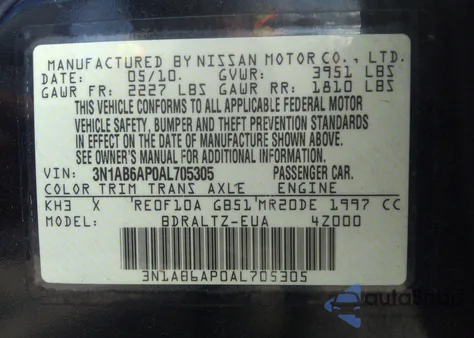 MANUFACTURED BY NISSAN MOTOR CO., LTD.
DATE: 05/10. GVWR: 3951 LBS
GAWR FR: 2227 LBS GAWR RR: 1810 LBS
THIS VEHICLE CONFORMS TO ALL APPLICABLE FEDERAL MOTOR
VEHICLE SAFETY, BUMPER AND THEFT PREVENTION STANDARDS
IN EFFECT ON THE DATE OF MANUFACTURE SHOWN ABOVE.
SEE OWNER'S MANUAL FOR ADDITIONAL INFORMATION.
VIN: 3N1AB6AP0AL705305 PASSENGER CAR.
COLOR TRIM TRANS AXLE ENGINE
KH3 X RE0F10A GB51 MR20DE 1997 CC
MODEL: BDRALTZ-EUA 4Z000
3N1AB6AP0AL705305
autoSnap